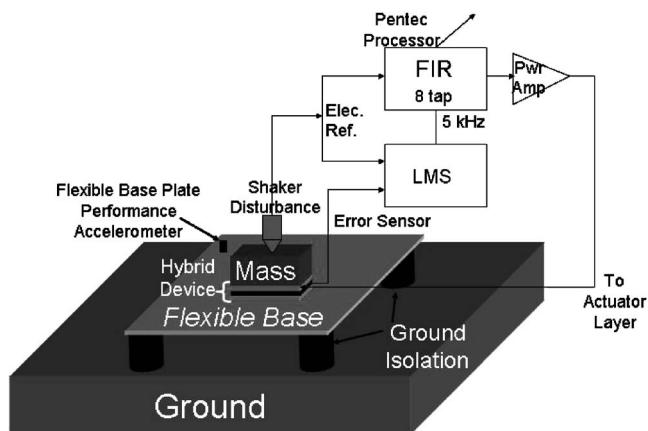 Pentec
Processor
FIR
8 tap
Pwr
Amp
Elec.
Ref.
5 kHz
LMS
Shaker
Disturbance
Flexible Base Plate
Performance
Accelerometer
Error Sensor
Hybrid
Device
Mass
Flexible Base
To
Actuator
Layer
Ground
Isolation
Ground